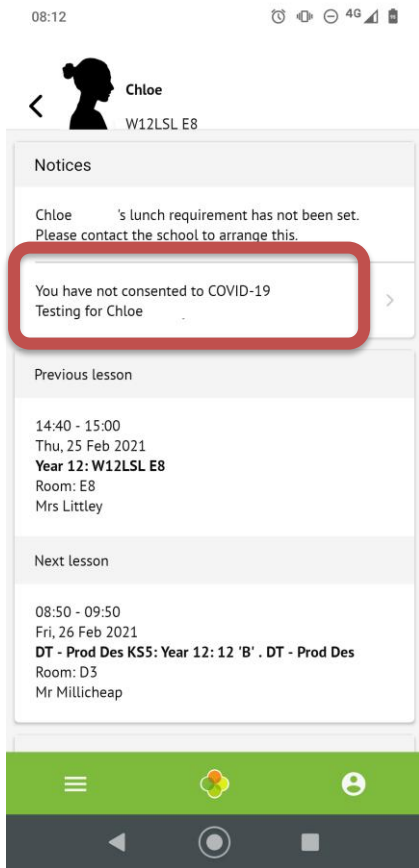 08:12
4G
Chloe
W12LSL E8
Notices
Chloe 's lunch requirement has not been set.
Please contact the school to arrange this.
You have not consented to COVID-19
Testing for Chloe .
Previous lesson
14:40 - 15:00
Thu, 25 Feb 2021
Year 12: W12LSL E8
Room: E8
Mrs Littley
Next lesson
08:50 - 09:50
Fri, 26 Feb 2021
DT - Prod Des KS5: Year 12: 12 'B' . DT - Prod Des
Room: D3
Mr Millicheap